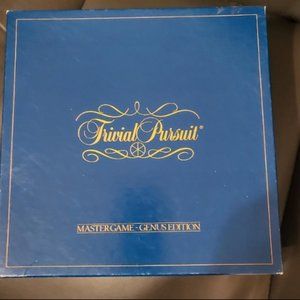 Trivial Pursuit®
MASTER GAME - GENUS EDITION